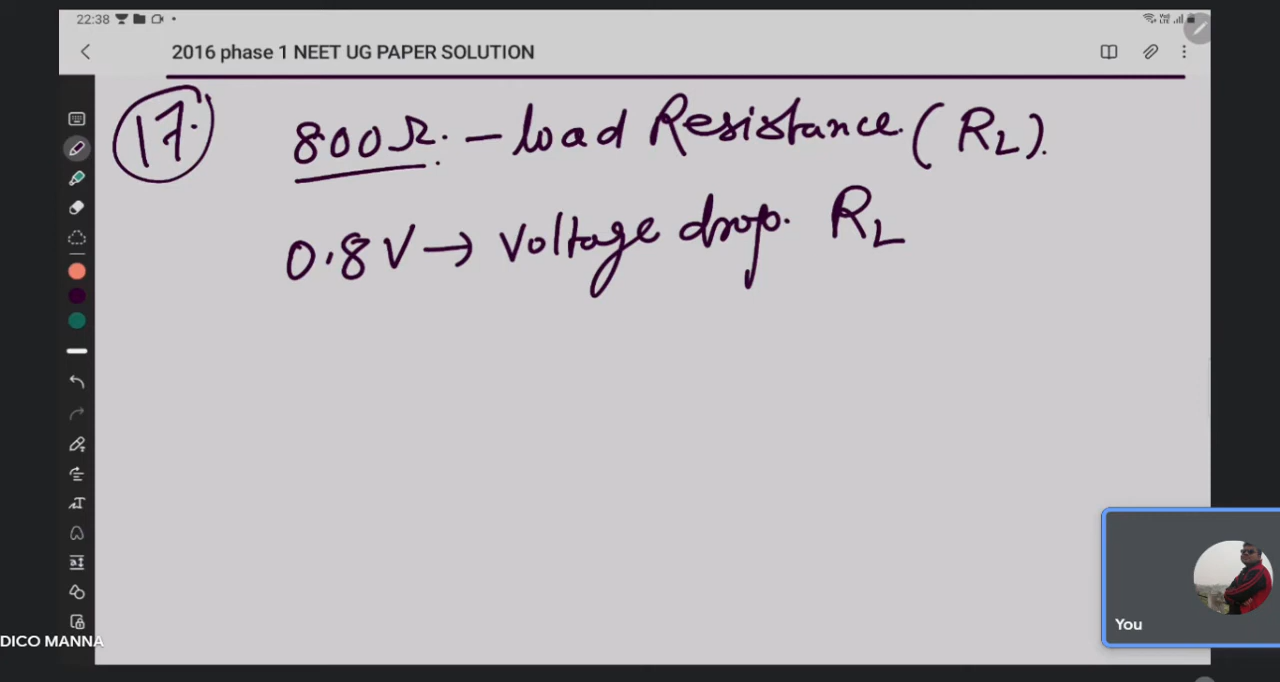 22:38
2016 phase 1 NEET UG PAPER SOLUTION
17. 800Ω. - load Resistance. (RL).
0.8V → Voltage drop. RL
You
DICO MANNA